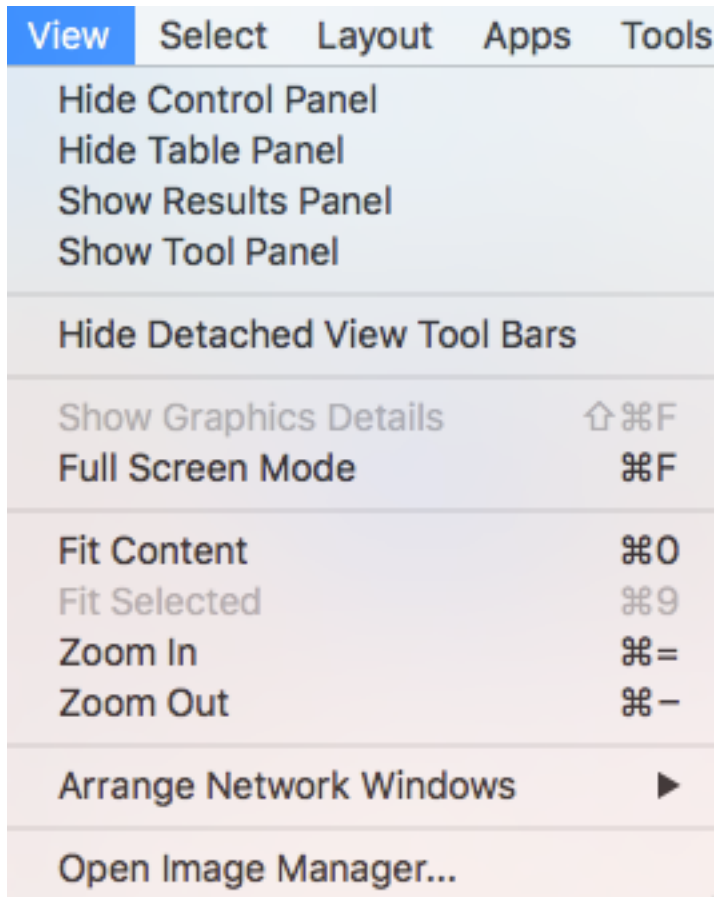 View Select Layout Apps Tools
Hide Control Panel
Hide Table Panel
Show Results Panel
Show Tool Panel
Hide Detached View Tool Bars
Show Graphics Details ⇧⌘F
Full Screen Mode ⌘F
Fit Content ⌘0
Fit Selected ⌘9
Zoom In ⌘=
Zoom Out ⌘−
Arrange Network Windows ▶
Open Image Manager...